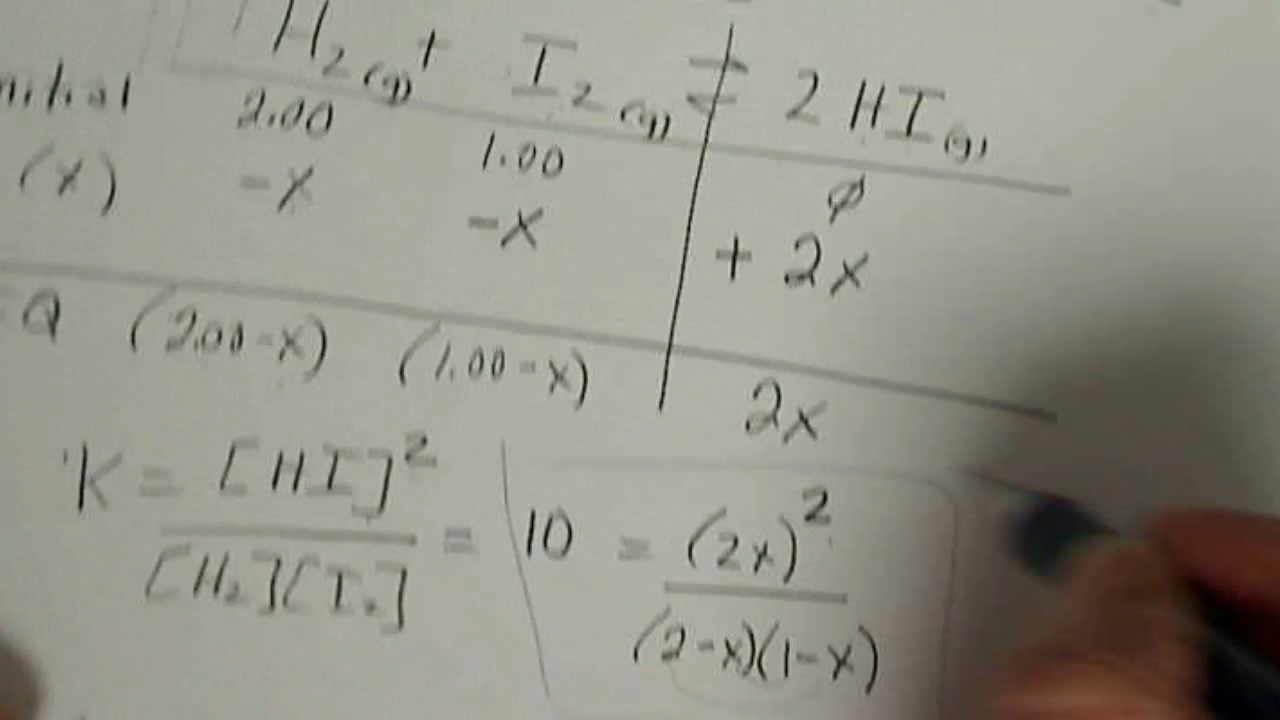 H₂(g) + I₂(g) ⇌ 2HI(g)
nitial 2.00 1.00 ∅
(X) -X -X + 2x
Q (2.00-X) (1.00-X) 2x
K = [HI]² / [H₂][I₂] = 10 = (2x)² / (2-x)(1-x)